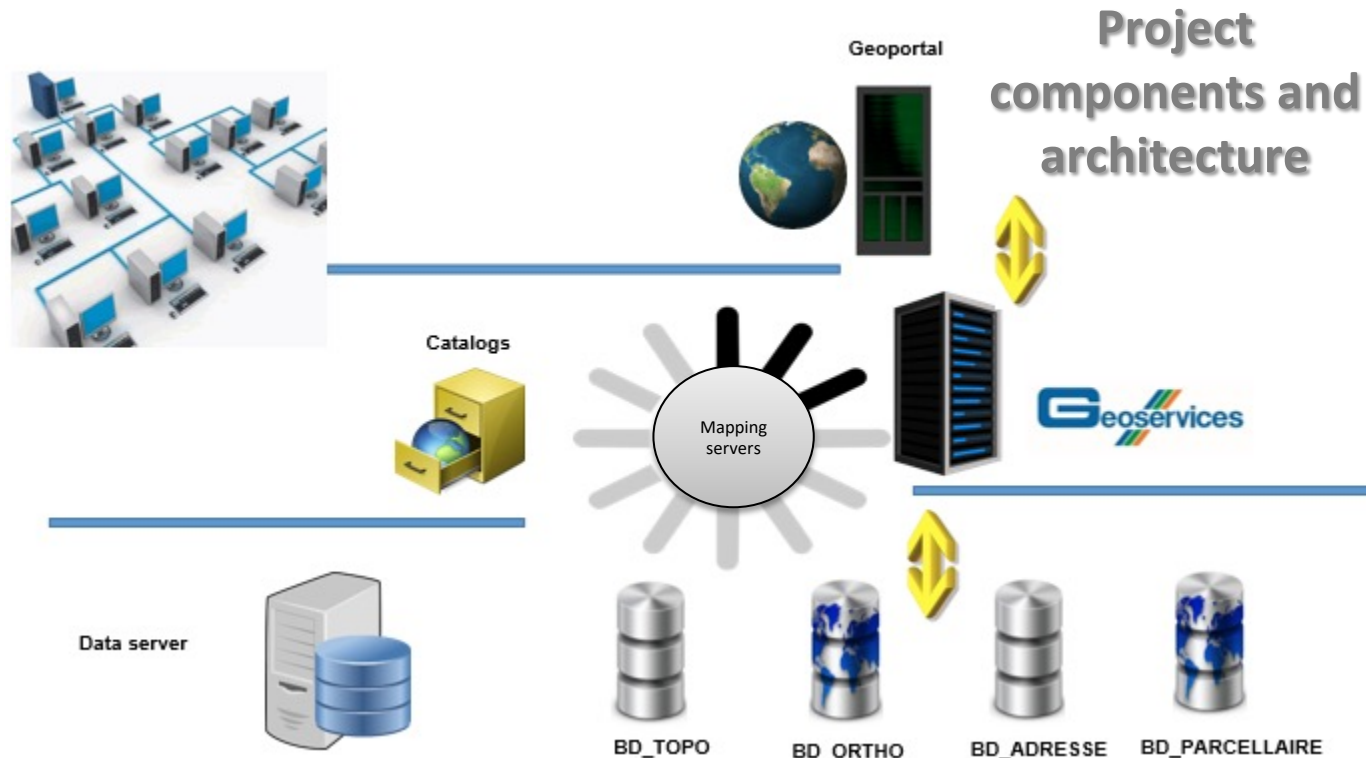 Project
components and
architecture
Geoportal
Catalogs
Mapping
servers
Geoservices
Data server
BD_TOPO
BD_ORTHO
BD_ADRESSE
BD_PARCELLAIRE